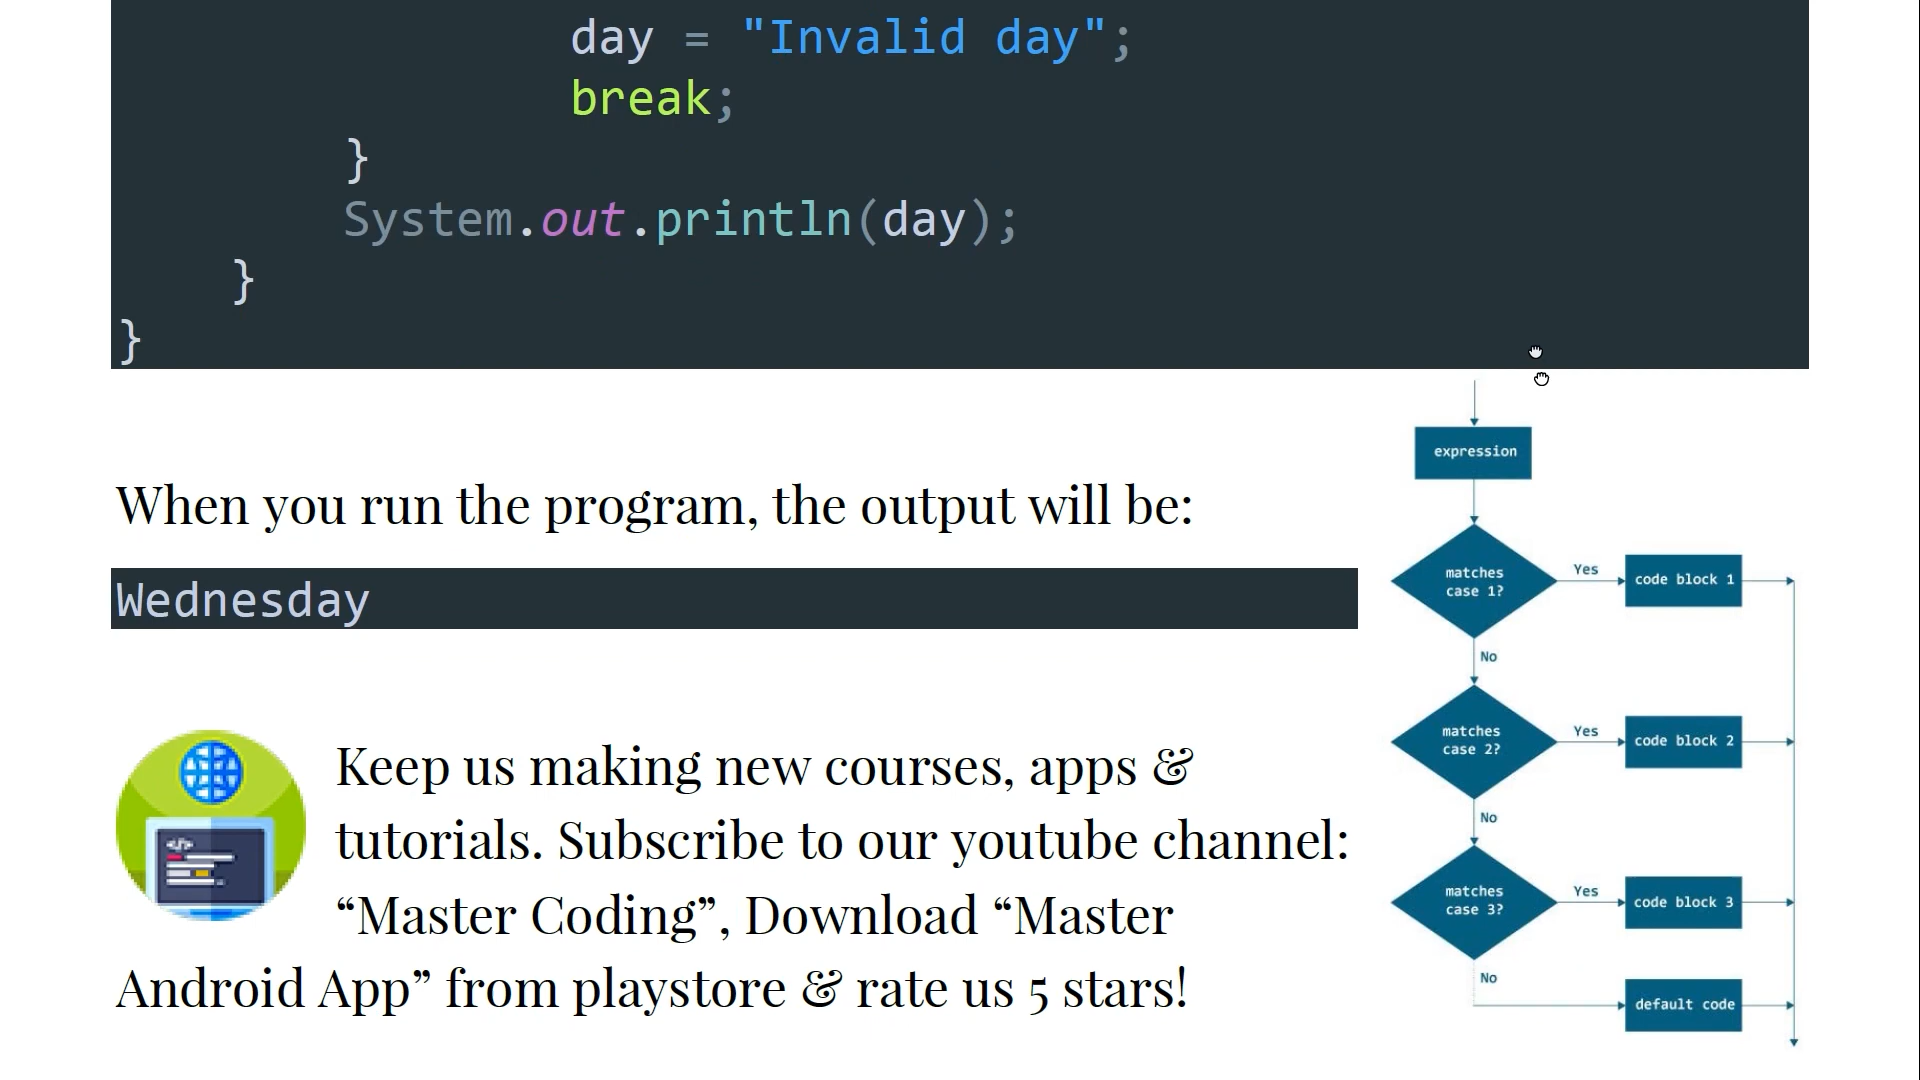 day = "Invalid day";
break;
}
System.out.println(day);
}
}
When you run the program, the output will be:
Wednesday
Keep us making new courses, apps &
tutorials. Subscribe to our youtube channel:
“Master Coding”, Download “Master
Android App” from playstore & rate us 5 stars!
expression
matches
case 1?
Yes
code block 1
No
matches
case 2?
Yes
code block 2
No
matches
case 3?
Yes
code block 3
No
default code